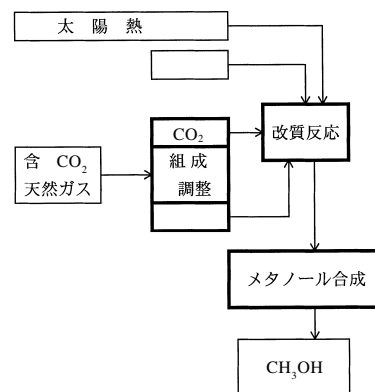 太 陽 熱
CO₂
改質反応
含 CO₂
天然ガス
組 成
調整
メタノール合成
CH₃OH